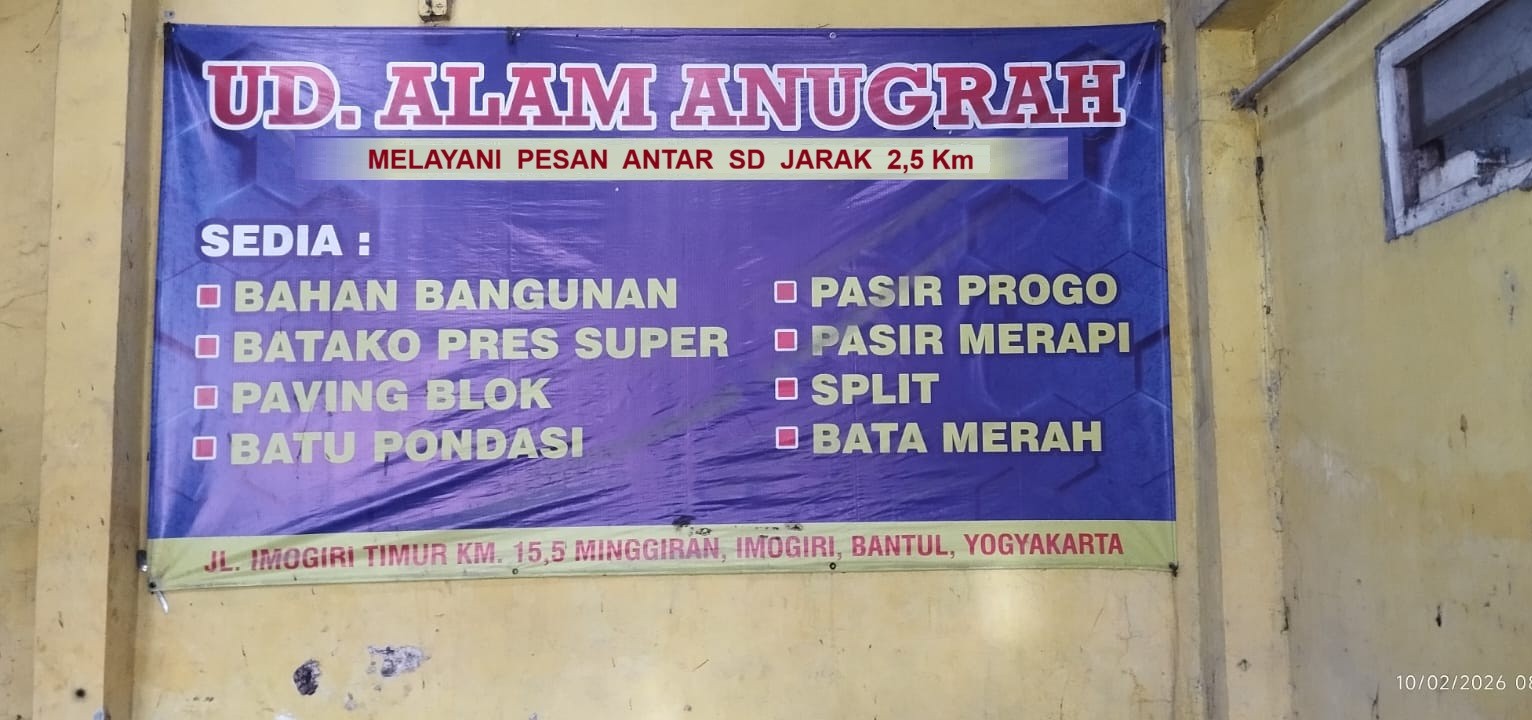 UD. ALAM ANUGRAH
MELAYANI PESAN ANTAR SD JARAK 2,5 Km
SEDIA :
BAHAN BANGUNAN
BATAKO PRES SUPER
PAVING BLOK
BATU PONDASI
PASIR PROGO
PASIR MERAPI
SPLIT
BATA MERAH
JL. IMOGIRI TIMUR KM. 15,5 MINGGIRAN, IMOGIRI, BANTUL, YOGYAKARTA
10/02/2026